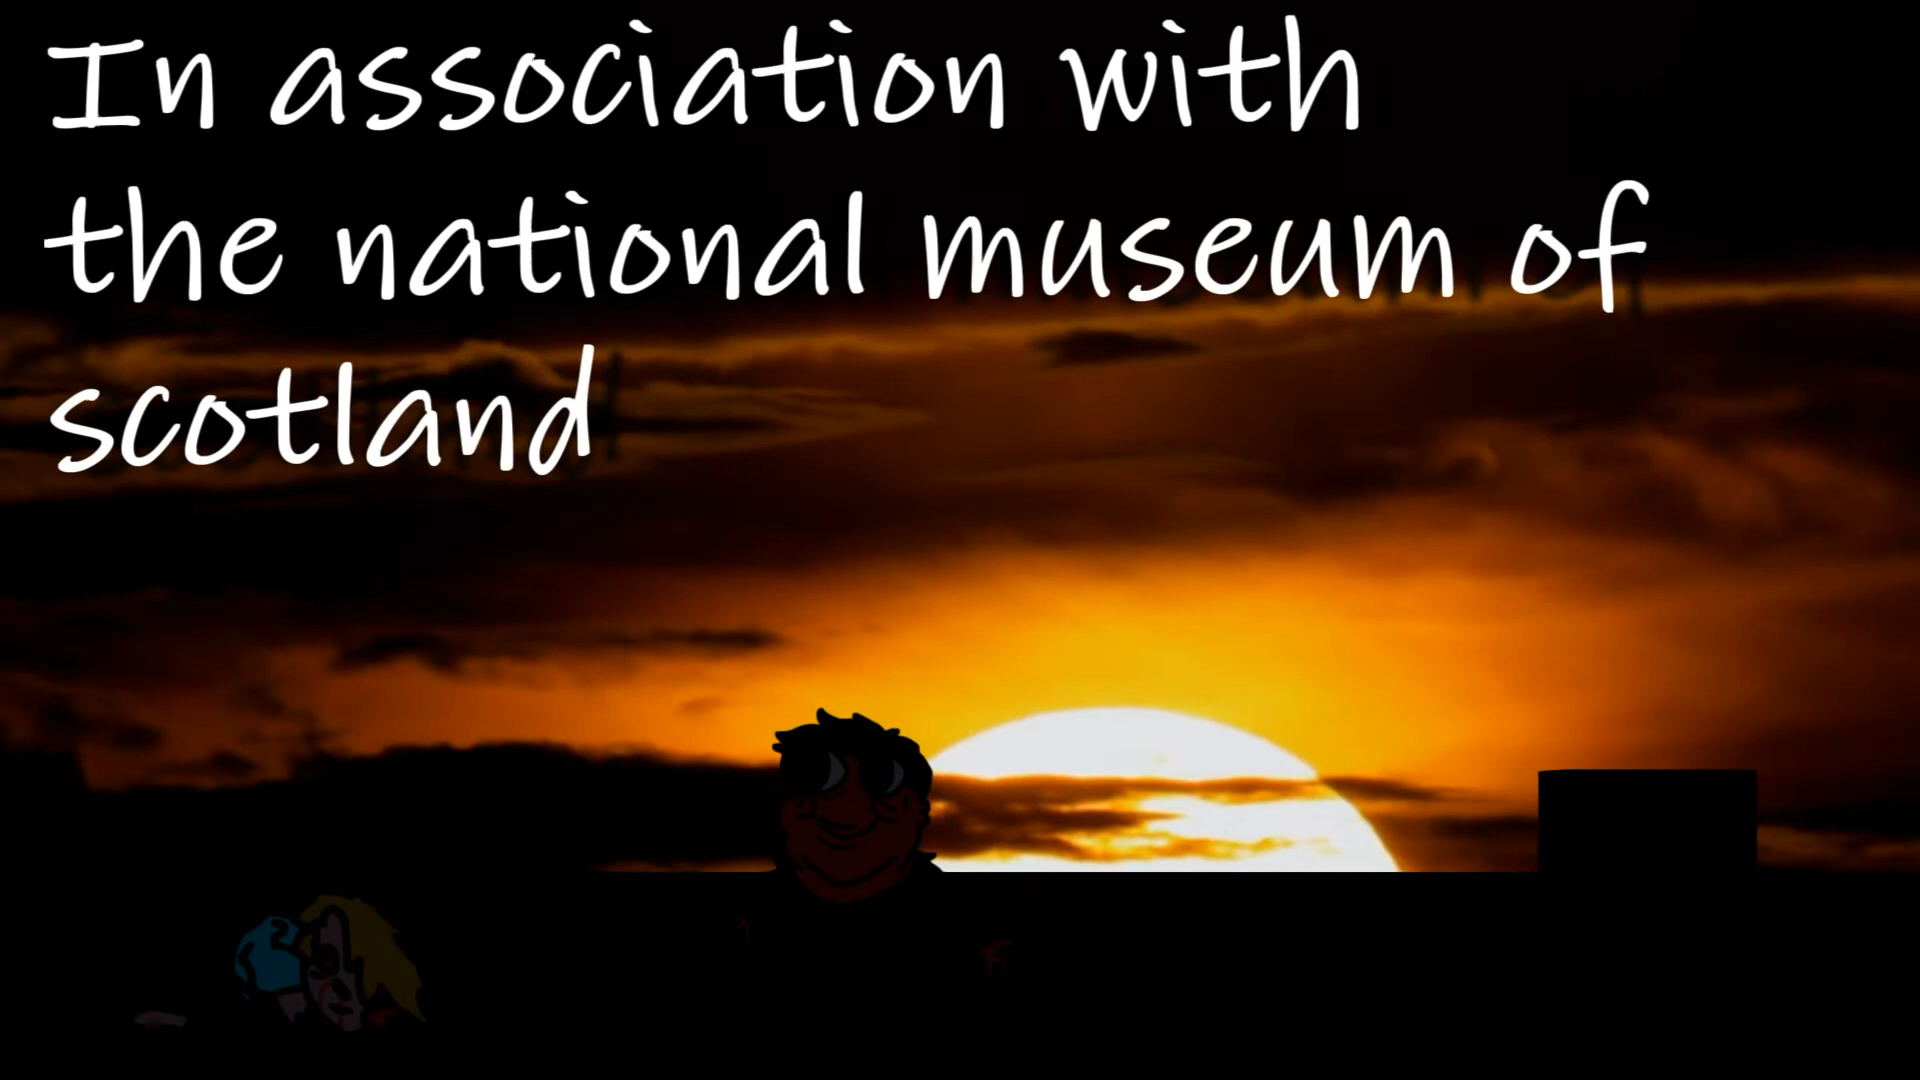 In association with
the national museum of
scotland